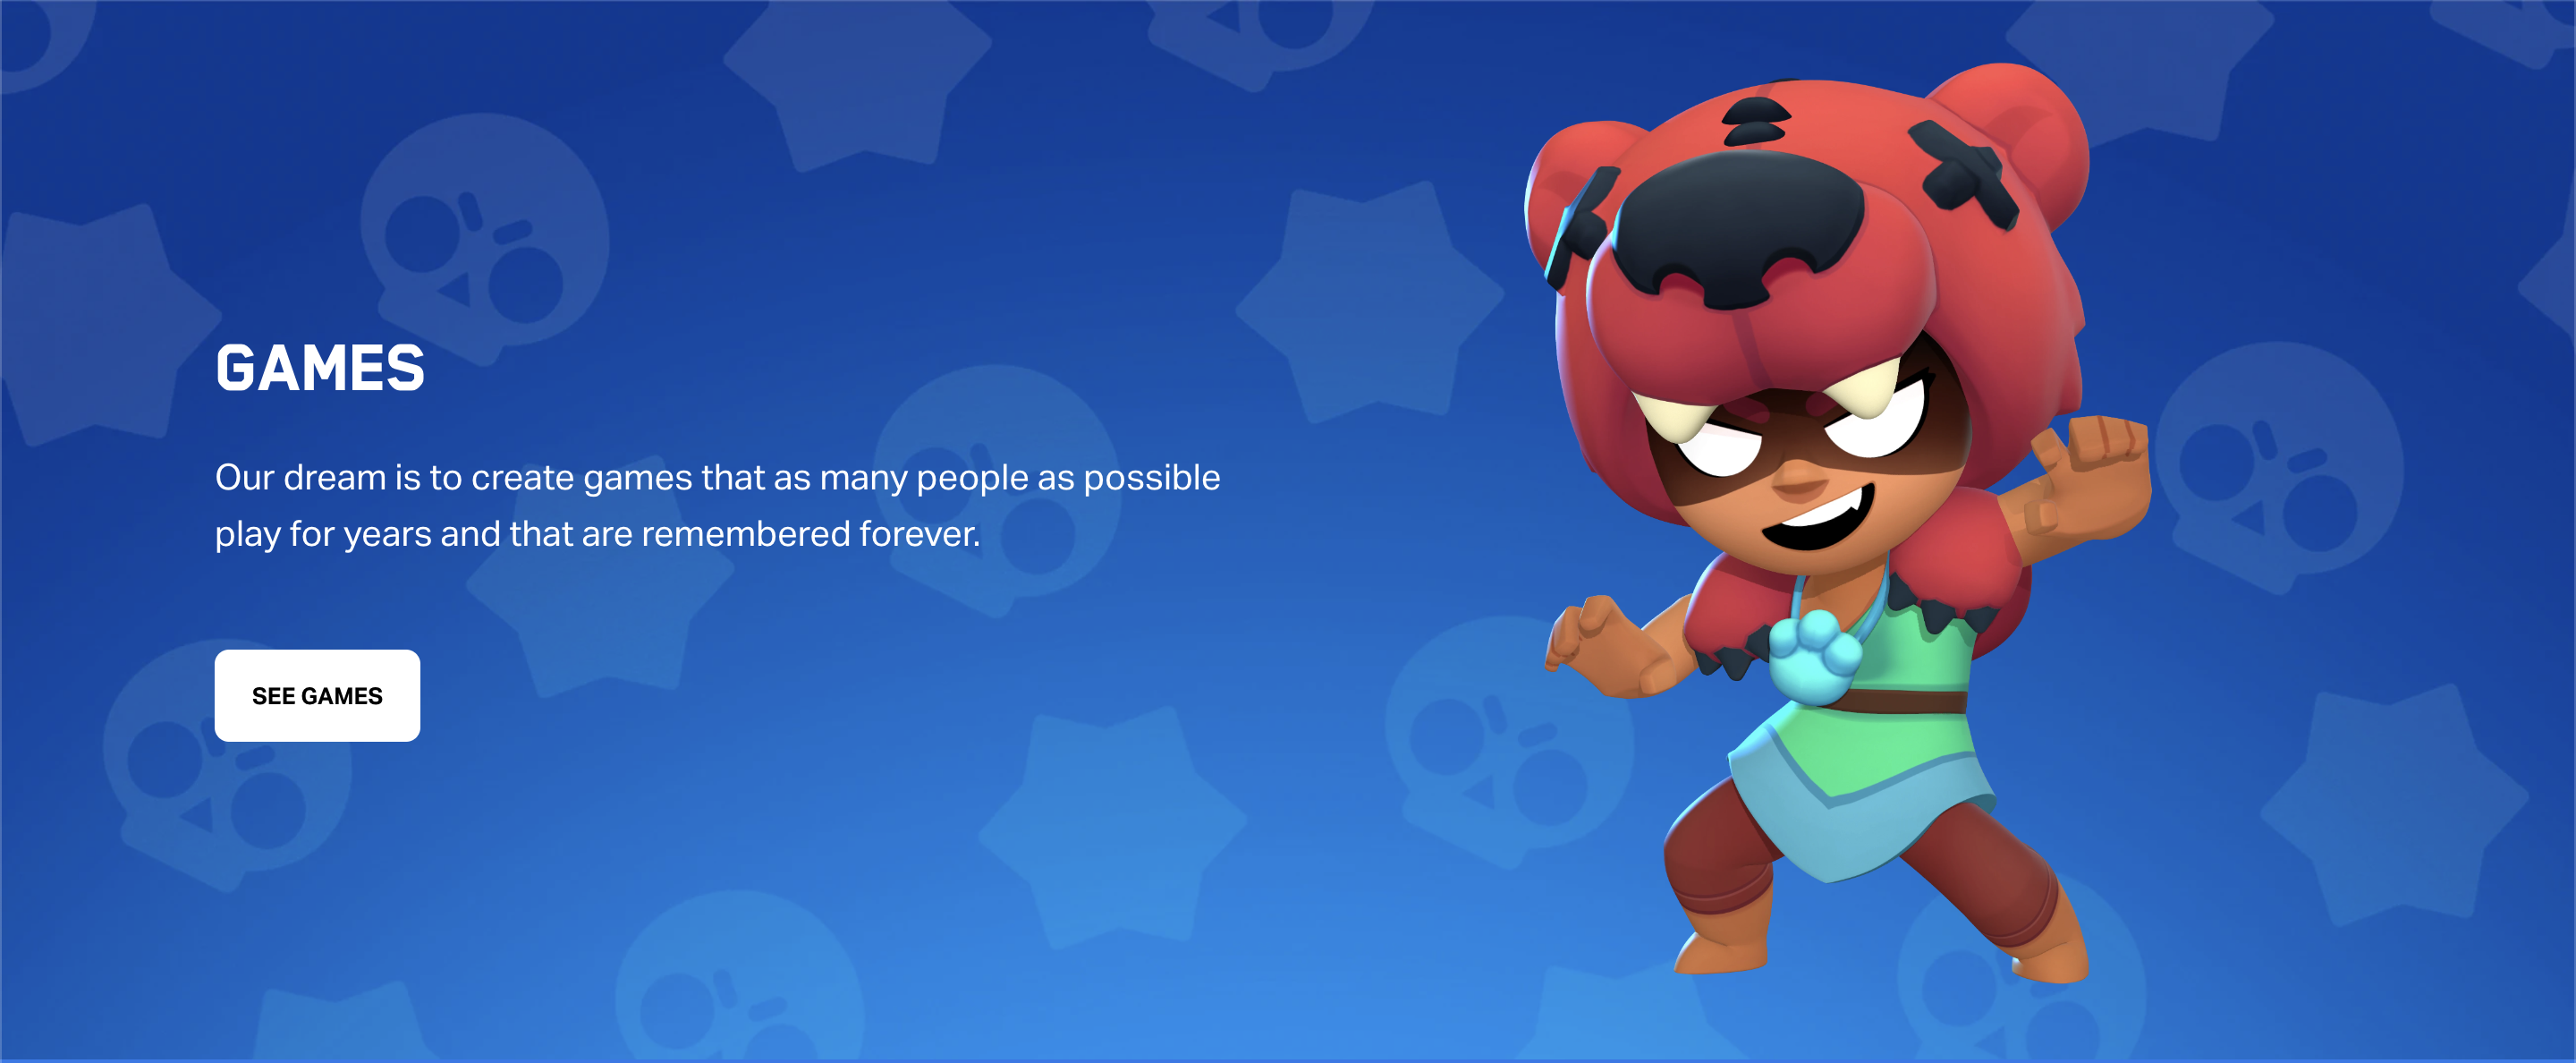 GAMES
Our dream is to create games that as many people as possible
play for years and that are remembered forever.
SEE GAMES